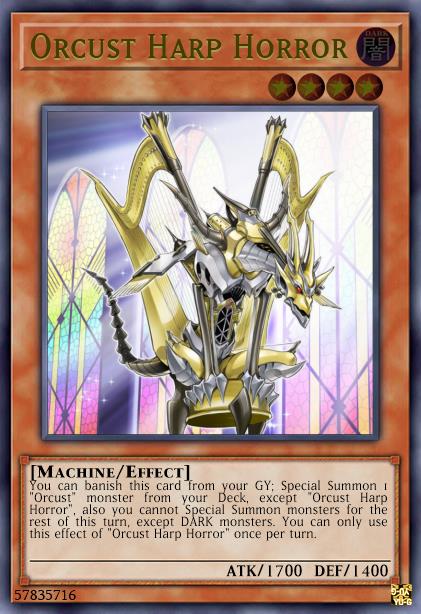 Orcust Harp Horror
DARK
闇
[Machine/Effect]
You can banish this card from your GY; Special Summon 1
"Orcust" monster from your Deck, except "Orcust Harp
Horror", also you cannot Special Summon monsters for the
rest of this turn, except DARK monsters. You can only use
this effect of "Orcust Harp Horror" once per turn.
ATK/1700 DEF/1400
57835716